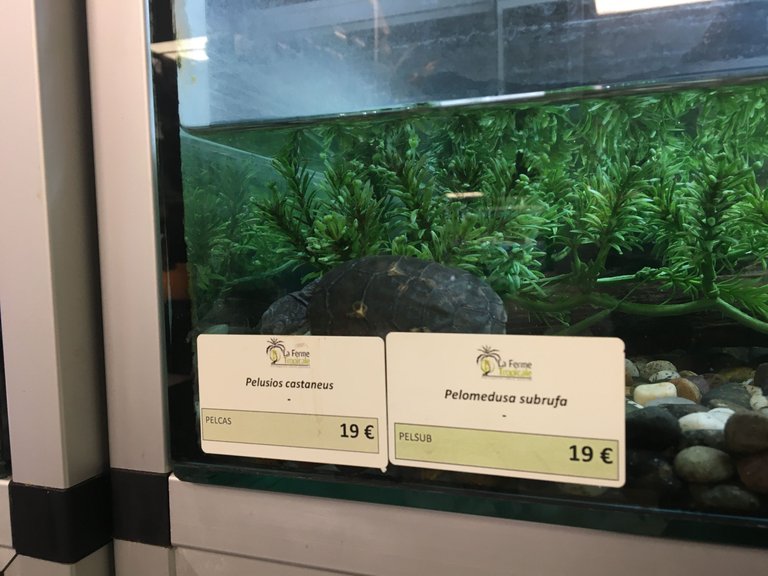 La Ferme
Tropicale
Pelusios castaneus
-
PELCAS
19 €
La Ferme
Tropicale
Pelomedusa subrufa
-
PELSUB
19 €